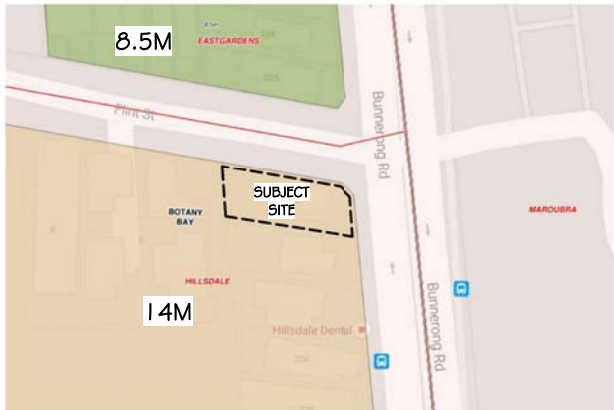 8.5M
EASTGARDENS
Flint St
Bunnerong Rd
SUBJECT
SITE
BOTANY
BAY
MAROUBRA
HILLSDALE
14M
Bunnerong Rd
Hillsdale Dental